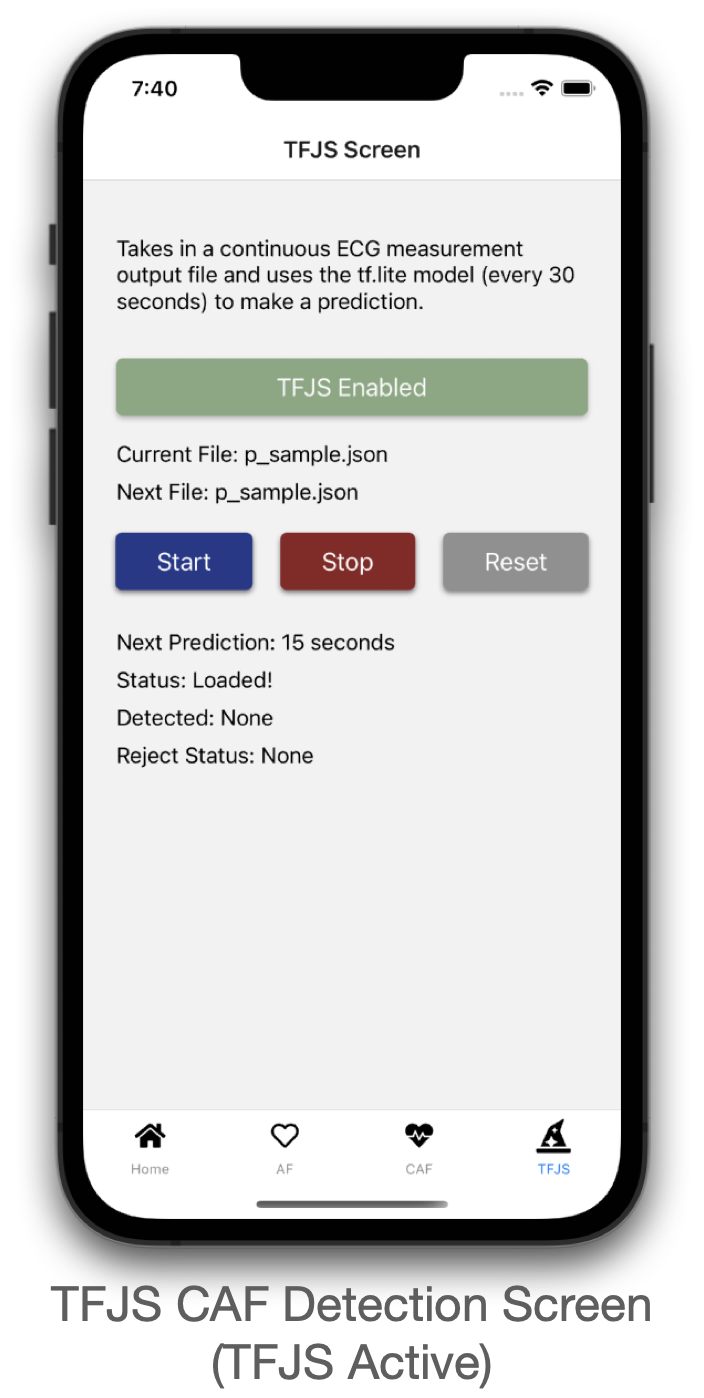 7:40
TFJS Screen
Takes in a continuous ECG measurement
output file and uses the tf.lite model (every 30
seconds) to make a prediction.
TFJS Enabled
Current File: p_sample.json
Next File: p_sample.json
Start Stop Reset
Next Prediction: 15 seconds
Status: Loaded!
Detected: None
Reject Status: None
Home AF CAF TFJS
TFJS CAF Detection Screen
(TFJS Active)